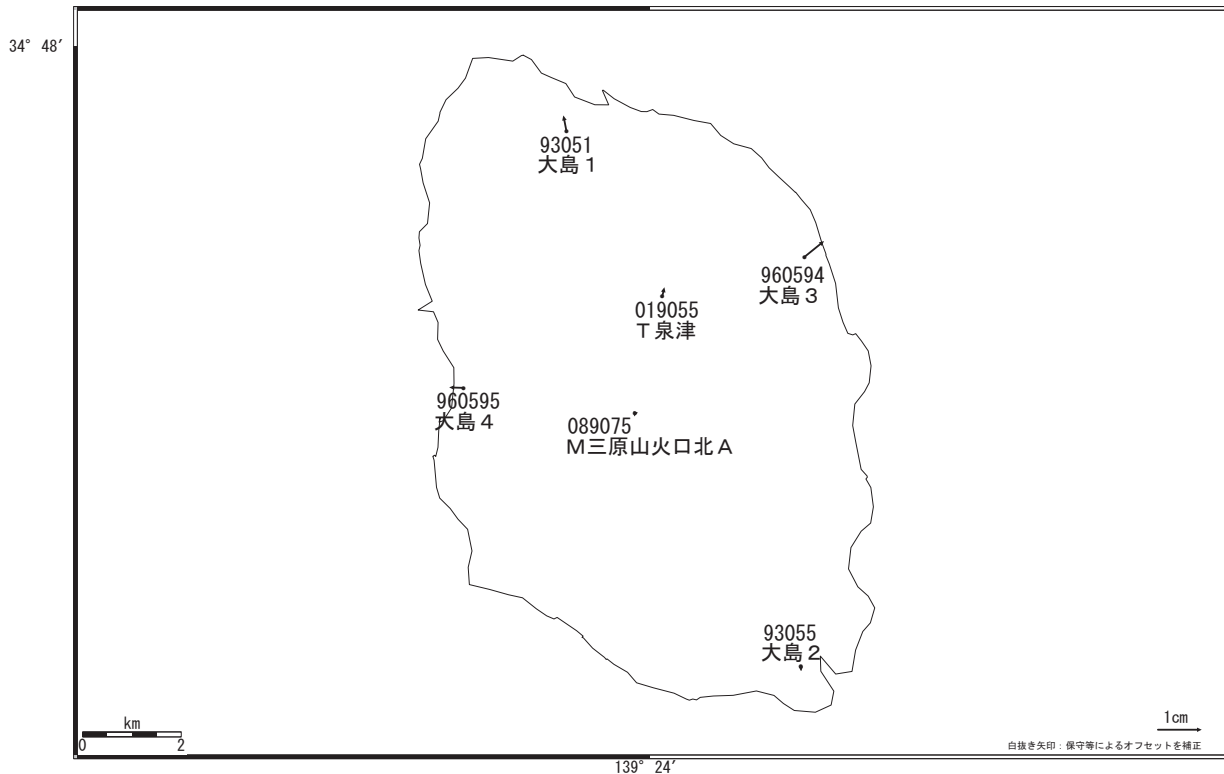 34° 48′
93051
大島１
960594
大島３
019055
Ｔ泉津
960595
大島４
089075
Ｍ三原山火口北Ａ
93055
大島２
km
0 2
1cm
白抜き矢印：保守等によるオフセットを補正
139° 24′